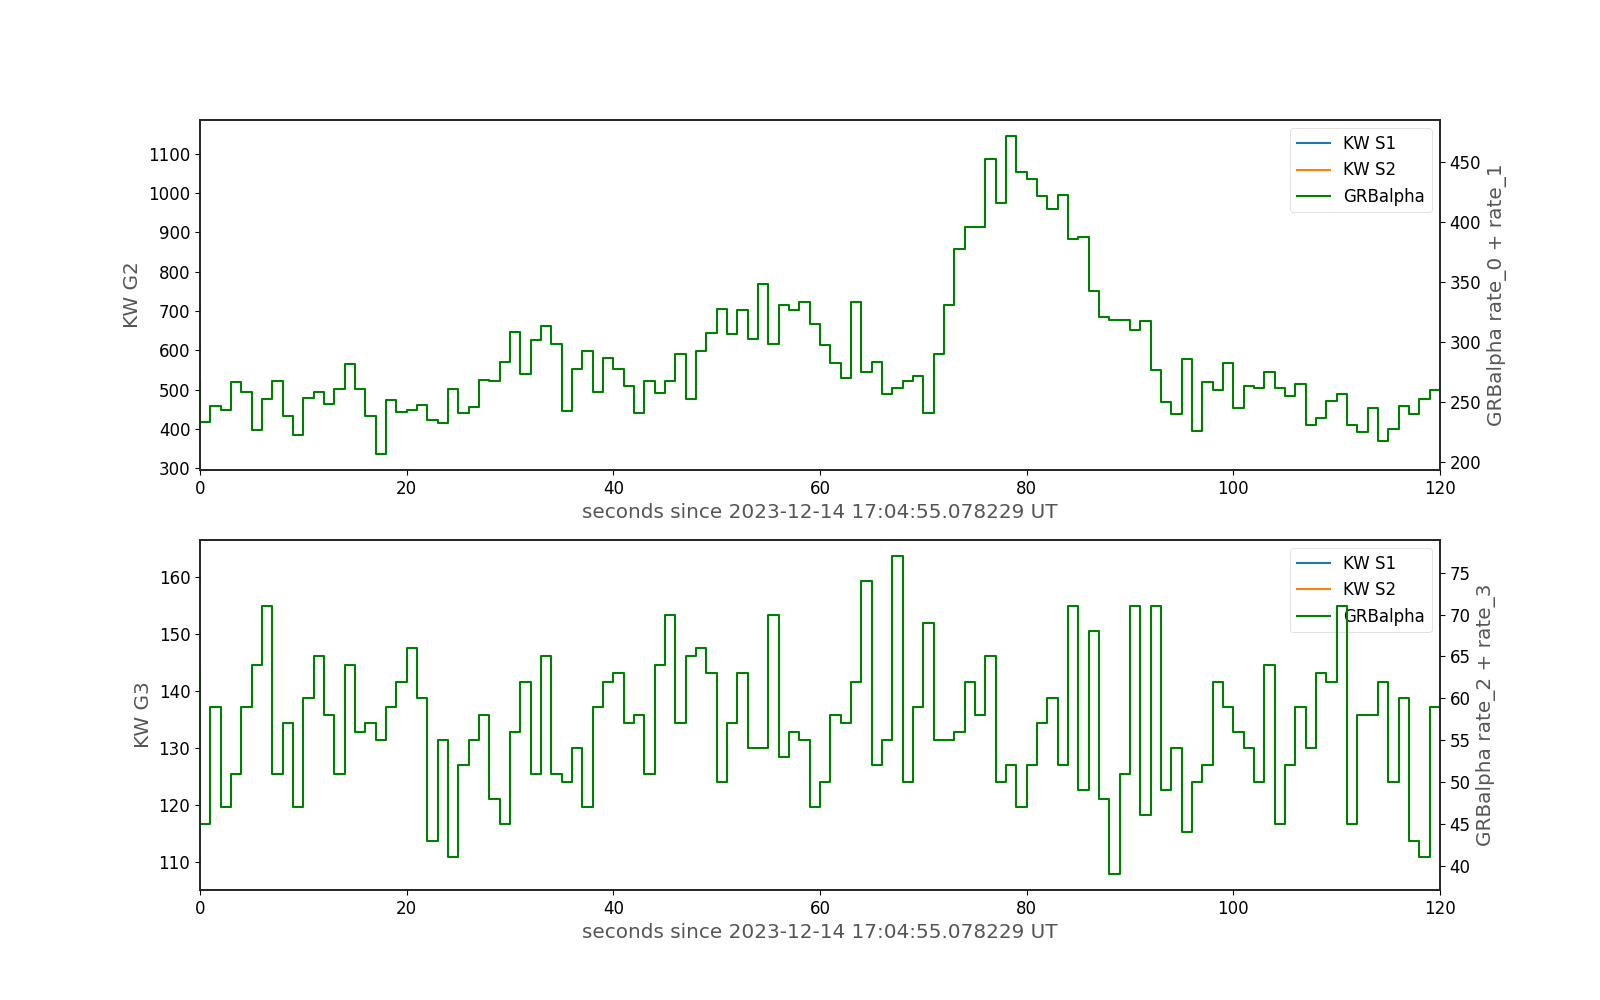 KW G2
1100
1000
900
800
700
600
500
400
300
450
400
350
300
250
200
GRBalpha rate_0 + rate_1
KW S1
KW S2
GRBalpha
0 20 40 60 80 100 120
seconds since 2023-12-14 17:04:55.078229 UT
KW G3
160
150
140
130
120
110
75
70
65
60
55
50
45
40
GRBalpha rate_2 + rate_3
KW S1
KW S2
GRBalpha
0 20 40 60 80 100 120
seconds since 2023-12-14 17:04:55.078229 UT